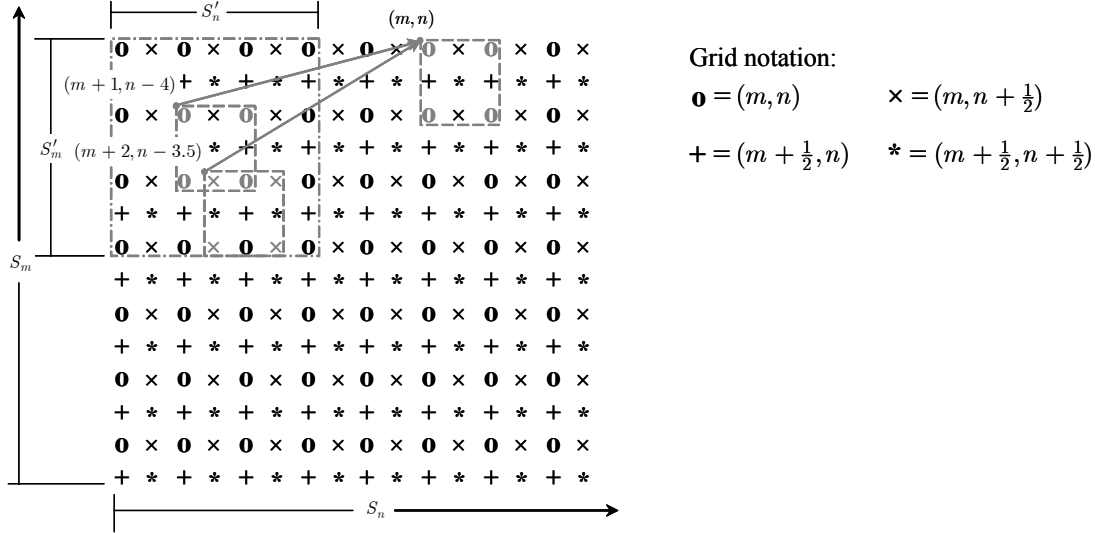 S′ₙ
(m, n)
o × o × o × o × o × o × o × o ×
(m + 1, n − 4) + * + * + * + * + * + * + *
o × o × o × o × o × o × o × o ×
S′ₘ (m + 2, n − 3.5) * + * + * + * + * + * + *
o × o × o × o × o × o × o × o ×
+ * + * + * + * + * + * + * + *
o × o × o × o × o × o × o × o ×
Sₘ
+ * + * + * + * + * + * + * + *
o × o × o × o × o × o × o × o ×
+ * + * + * + * + * + * + * + *
o × o × o × o × o × o × o × o ×
+ * + * + * + * + * + * + * + *
o × o × o × o × o × o × o × o ×
+ * + * + * + * + * + * + * + *
Sₙ
Grid notation:
o = (m, n) × = (m, n + 1/2)
+ = (m + 1/2, n) * = (m + 1/2, n + 1/2)